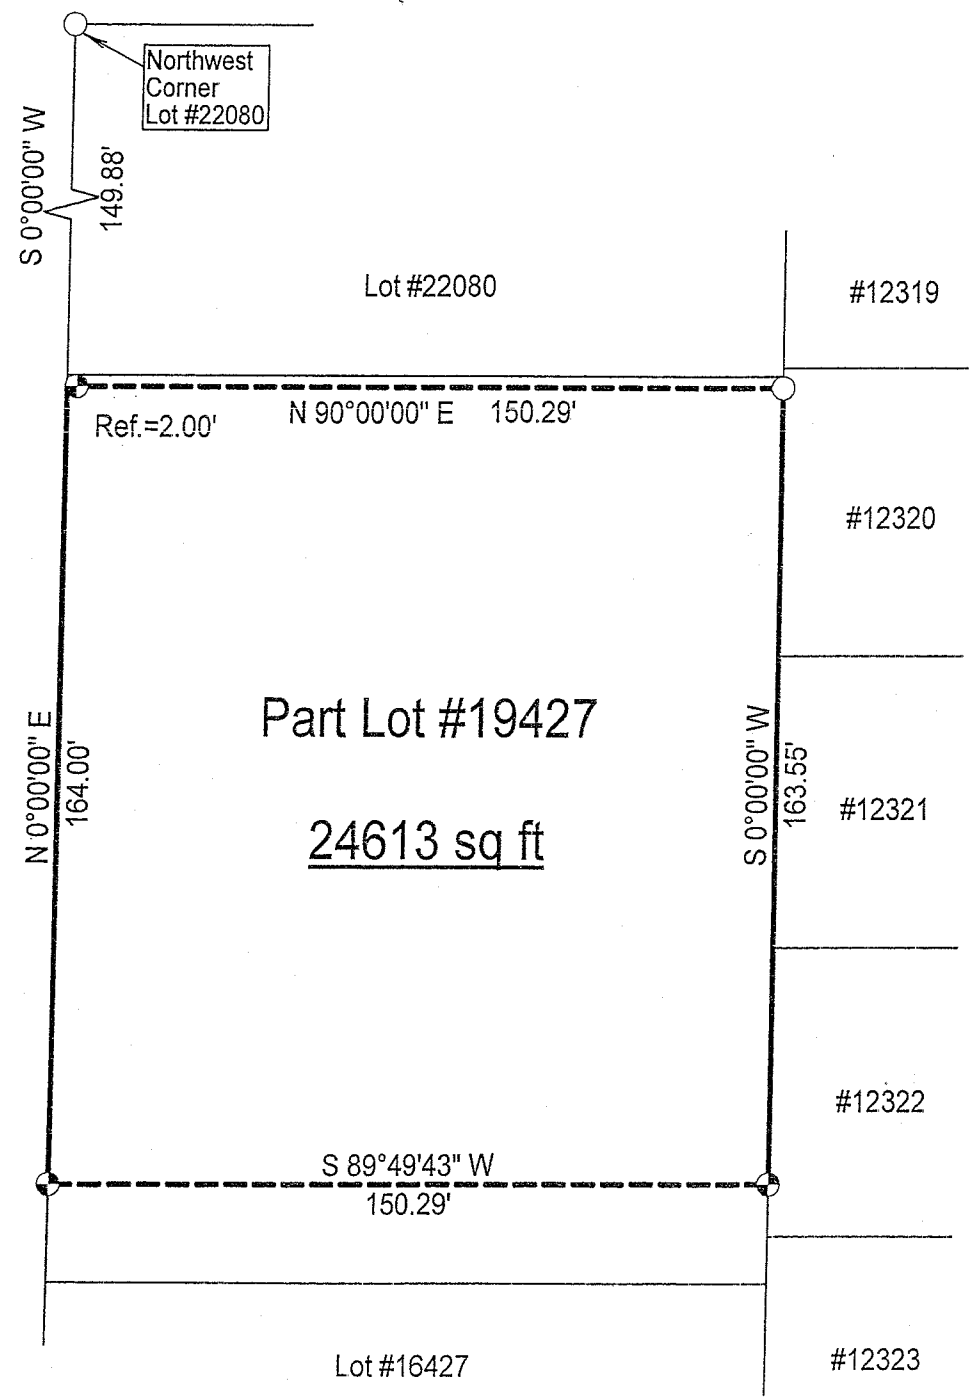 Northwest
Corner
Lot #22080
S 0°00'00" W
149.88'
Lot #22080
#12319
N 90°00'00" E 150.29'
Ref.=2.00'
#12320
Part Lot #19427
N 0°00'00" E
164.00'
S 0°00'00" W
163.55'
#12321
24613 sq ft
#12322
S 89°49'43" W
150.29'
Lot #16427
#12323